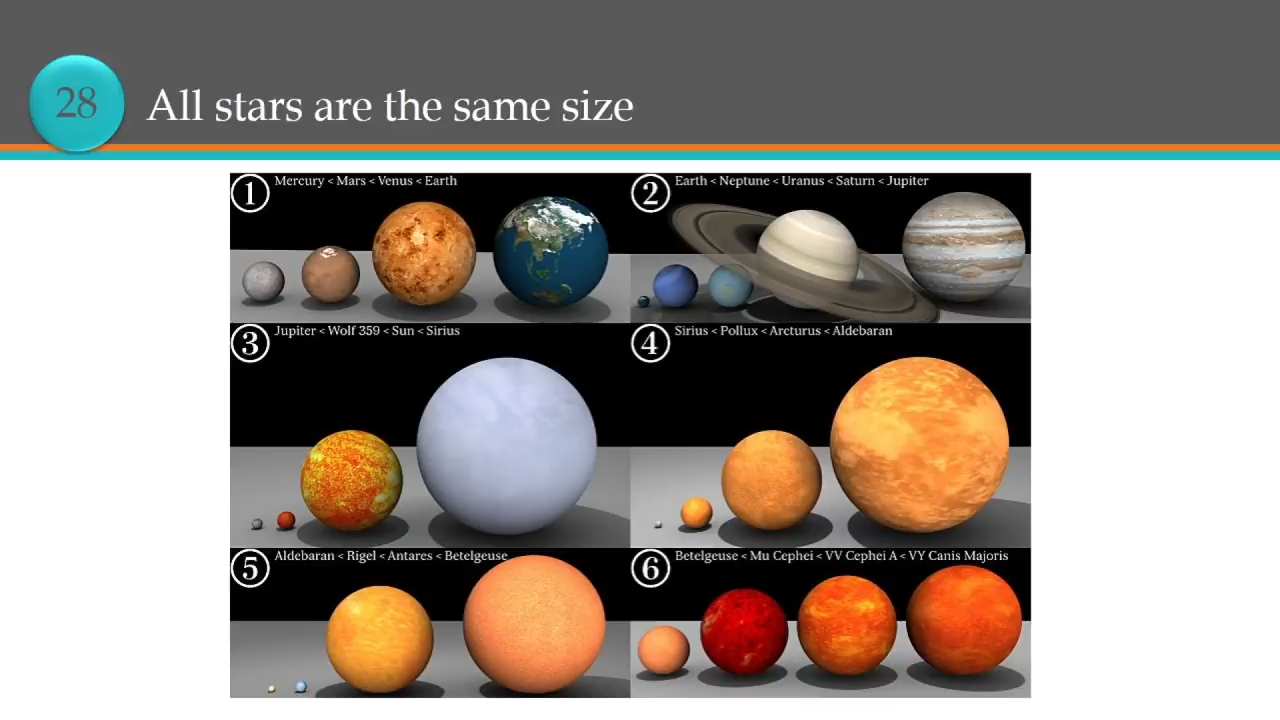 28
All stars are the same size
1
Mercury < Mars < Venus < Earth
2
Earth < Neptune < Uranus < Saturn < Jupiter
3
Jupiter < Wolf 359 < Sun < Sirius
4
Sirius < Pollux < Arcturus < Aldebaran
5
Aldebaran < Rigel < Antares < Betelgeuse
6
Betelgeuse < Mu Cephei < VV Cephei A < VY Canis Majoris